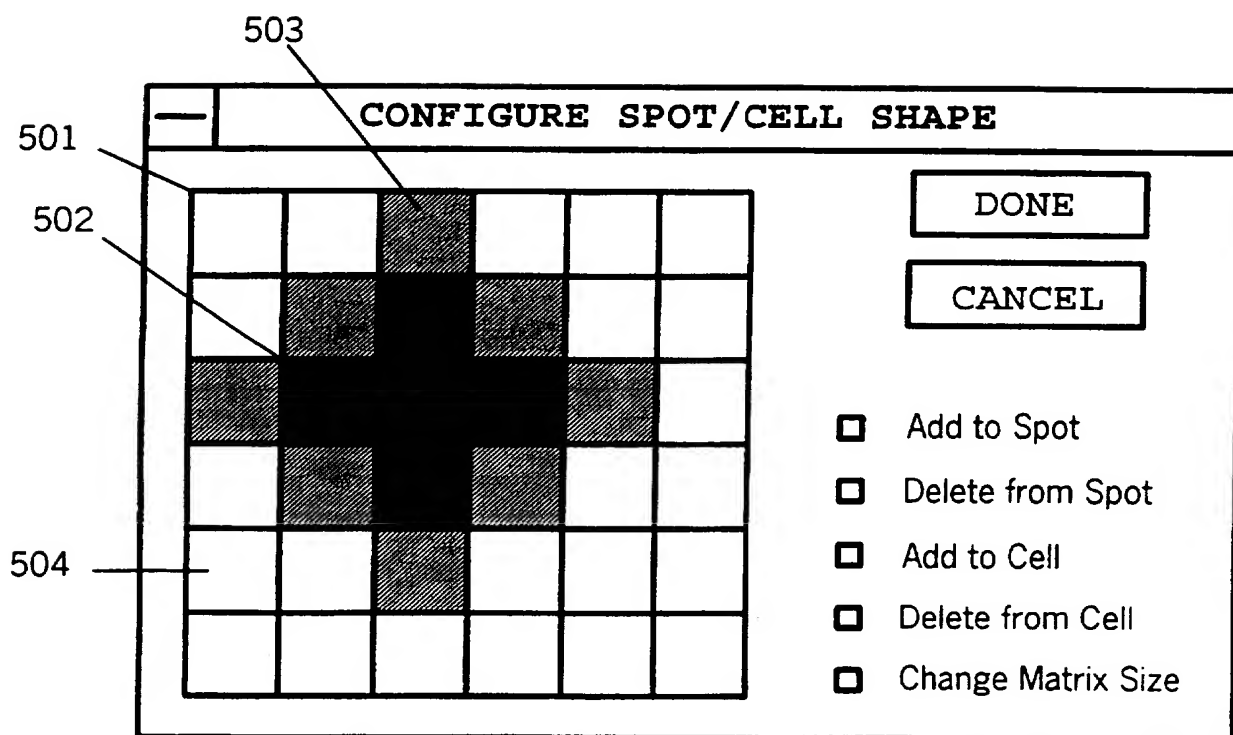 503
CONFIGURE SPOT/CELL SHAPE
501
DONE
502
CANCEL
Add to Spot
Delete from Spot
504
Add to Cell
Delete from Cell
Change Matrix Size